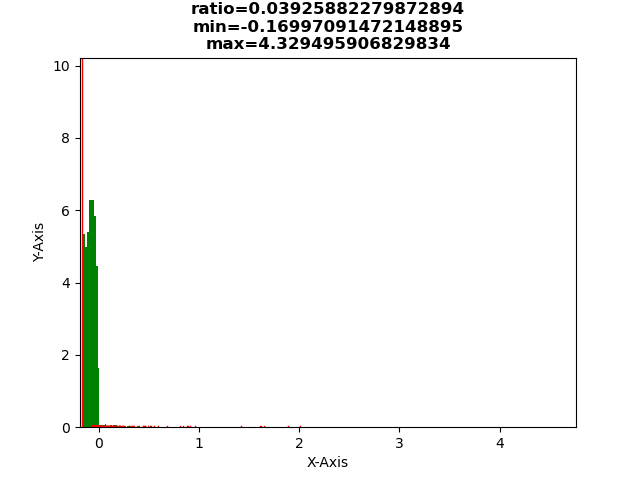 ratio=0.03925882279872894
min=-0.16997091472148895
max=4.329495906829834
10
8
6
4
2
0
Y-Axis
0 1 2 3 4
X-Axis